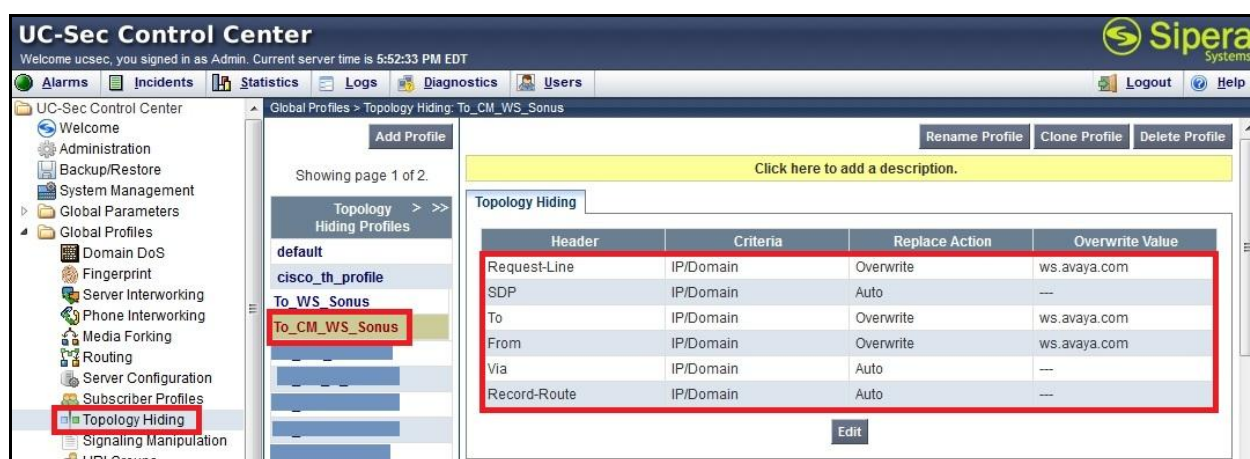 UC-Sec Control Center
Welcome ucsec, you signed in as Admin. Current server time is 5:52:33 PM EDT
Sipera
Systems
Alarms Incidents Statistics Logs Diagnostics Users Logout Help
UC-Sec Control Center
Welcome
Administration
Backup/Restore
System Management
Global Parameters
Global Profiles
Domain DoS
Fingerprint
Server Interworking
Phone Interworking
Media Forking
Routing
Server Configuration
Subscriber Profiles
Topology Hiding
Signaling Manipulation
Global Profiles > Topology Hiding: To_CM_WS_Sonus
Add Profile
Showing page 1 of 2.
Topology > >>
Hiding Profiles
default
cisco_th_profile
To_WS_Sonus
To_CM_WS_Sonus
Rename Profile Clone Profile Delete Profile
Click here to add a description.
Topology Hiding
Header Criteria Replace Action Overwrite Value
Request-Line IP/Domain Overwrite ws.avaya.com
SDP IP/Domain Auto ---
To IP/Domain Overwrite ws.avaya.com
From IP/Domain Overwrite ws.avaya.com
Via IP/Domain Auto ---
Record-Route IP/Domain Auto ---
Edit